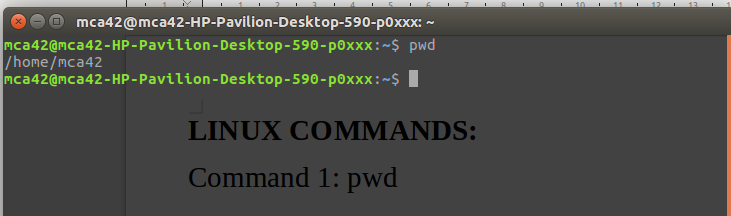 mca42@mca42-HP-Pavilion-Desktop-590-p0xxx: ~
mca42@mca42-HP-Pavilion-Desktop-590-p0xxx:~$ pwd
/home/mca42
mca42@mca42-HP-Pavilion-Desktop-590-p0xxx:~$
LINUX COMMANDS:
Command 1: pwd